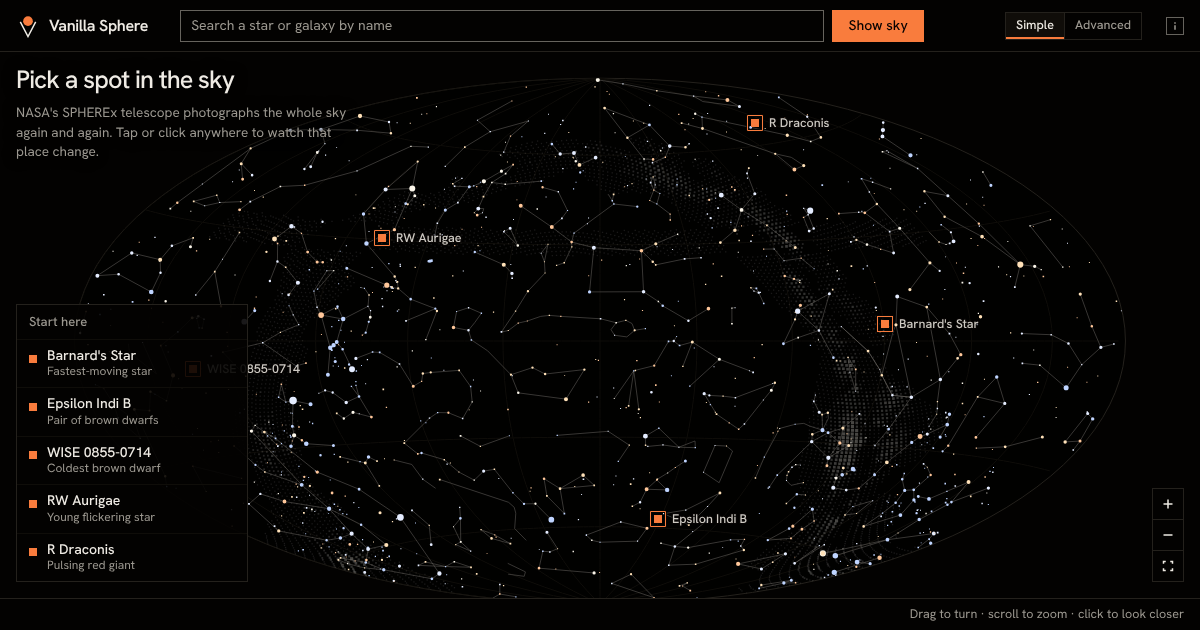 Vanilla Sphere
Search a star or galaxy by name
Show sky
Simple
Advanced
i
Pick a spot in the sky
NASA's SPHEREx telescope photographs the whole sky
again and again. Tap or click anywhere to watch that
place change.
R Draconis
RW Aurigae
Barnard's Star
WISE 0855-0714
Epsilon Indi B
Start here
Barnard's Star
Fastest-moving star
Epsilon Indi B
Pair of brown dwarfs
WISE 0855-0714
Coldest brown dwarf
RW Aurigae
Young flickering star
R Draconis
Pulsing red giant
+
−
Drag to turn · scroll to zoom · click to look closer